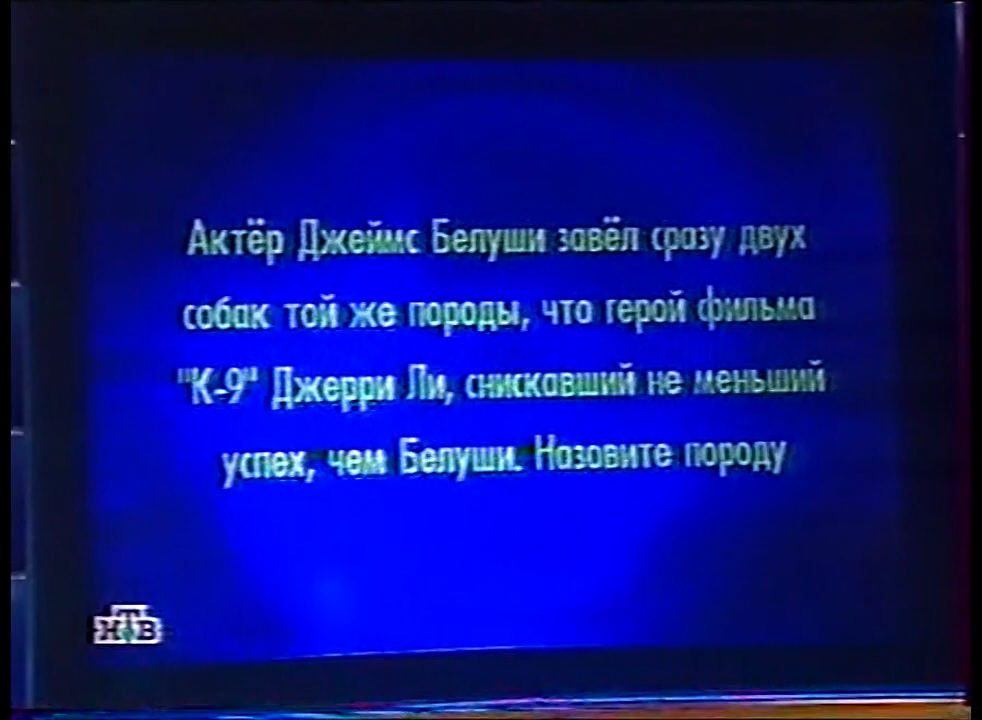 Актёр Джеймс Белуши завёл сразу двух
собак той же породы, что герой фильма
"К-9" Джерри Ли, снискавший не меньший
успех, чем Белуши. Назовите породу
НТВ